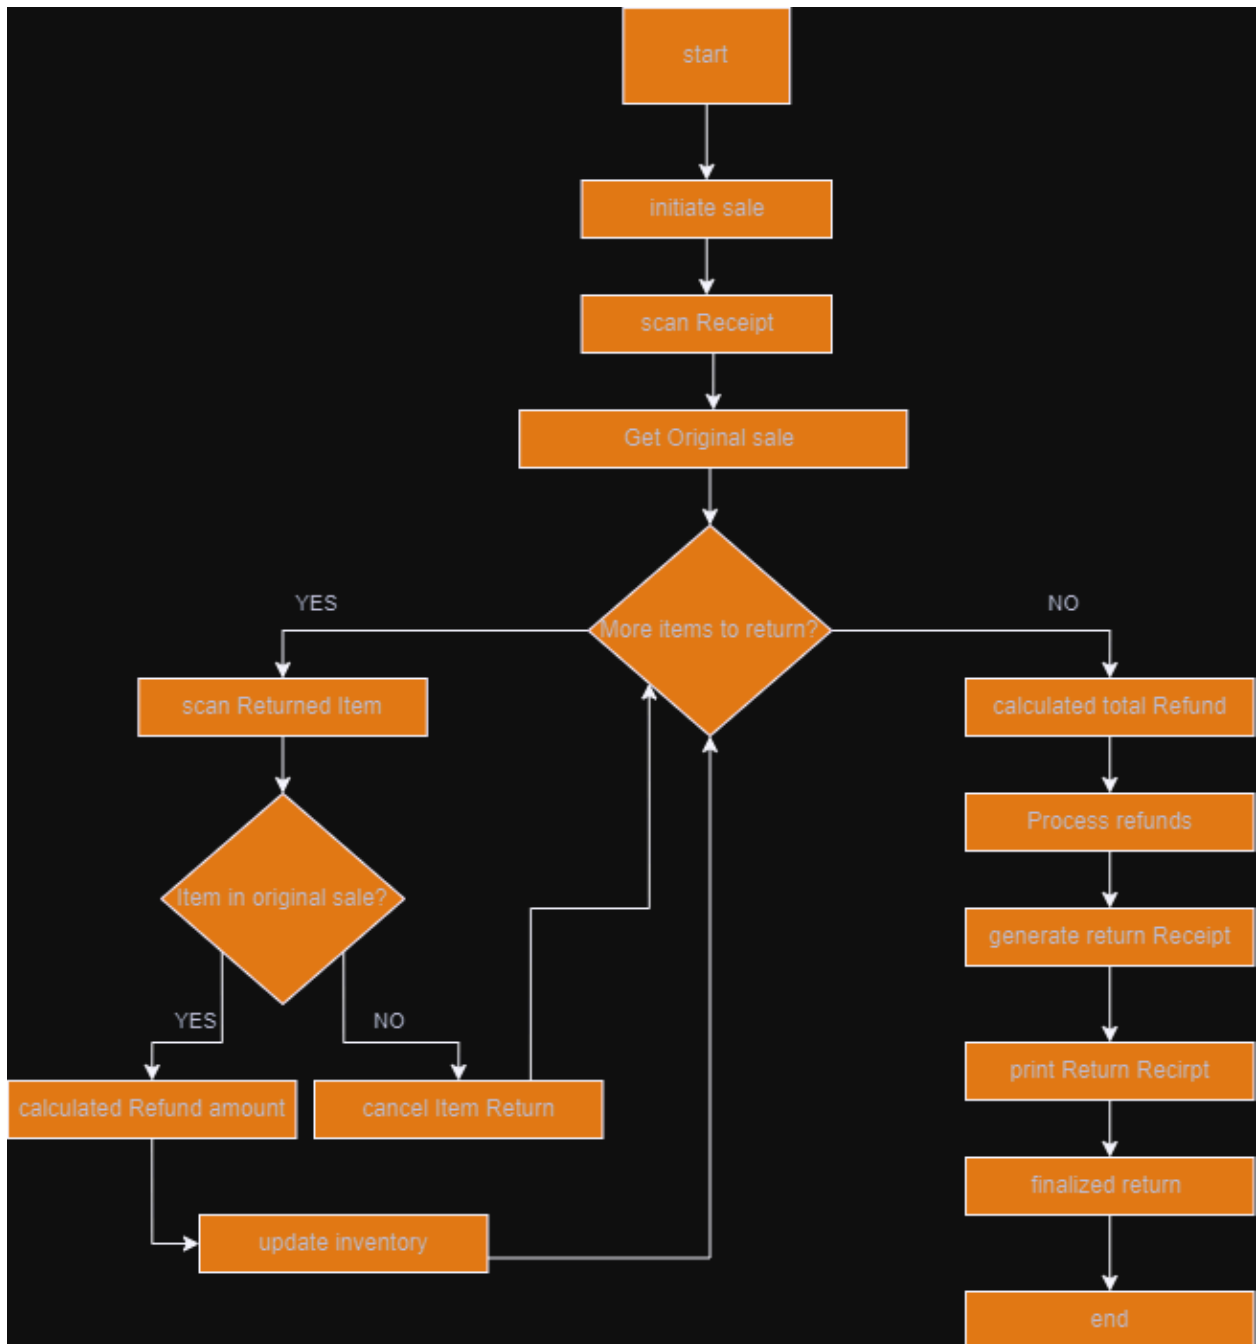 start
initiate sale
scan Receipt
Get Original sale
More items to return?
YES
NO
scan Returned Item
calculated total Refund
Item in original sale?
Process refunds
generate return Receipt
YES
NO
calculated Refund amount
cancel Item Return
print Return Recirpt
update inventory
finalized return
end